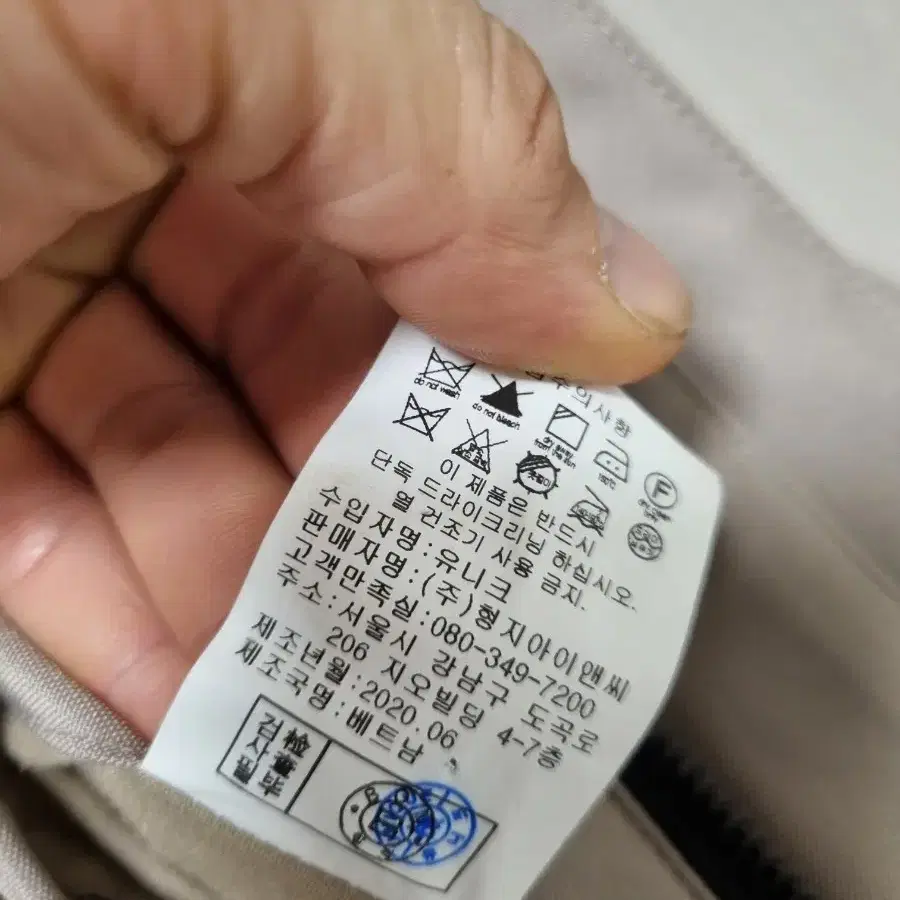 의사항
do not wash
do not bleach
이 제품은 반드시
단독 드라이크리닝 하십시오.
열 건조기 사용 금지.
수입자명:유니크
판매자명:(주)형지아이앤씨
고객만족실:080-349-7200
주소:서울시 강남구 도곡로
206 지오빌딩 4-7층
제조년월:2020.06
제조국명:베트남
검사필 檢査畢